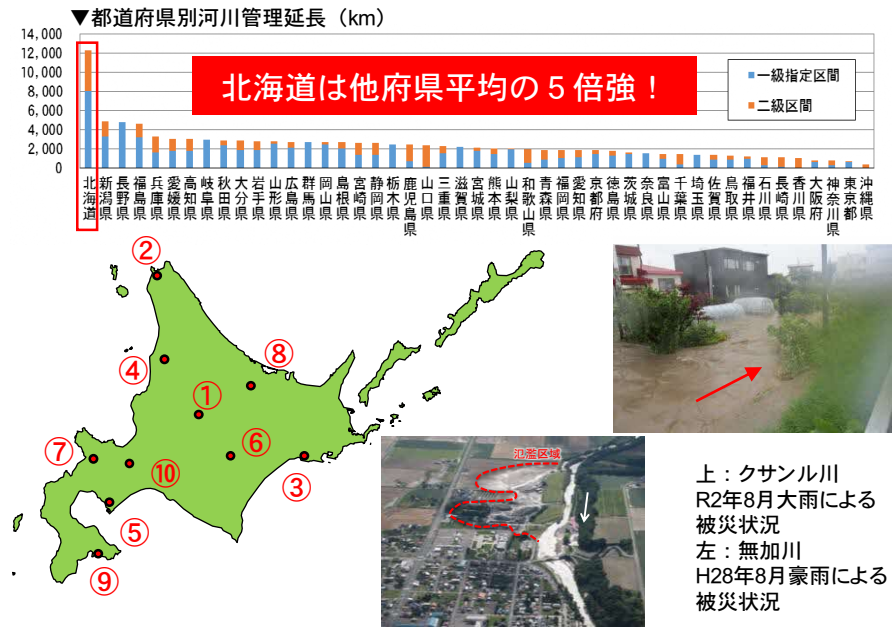 ▼都道府県別河川管理延長（km）
14,000
12,000
10,000
8,000
6,000
4,000
2,000
0
北海道は他府県平均の５倍強！
一級指定区間
二級区間
北海道
新潟県
長野県
福島県
兵庫県
愛媛県
高知県
岐阜県
秋田県
大分県
岩手県
山形県
広島県
群馬県
岡山県
島根県
宮崎県
静岡県
栃木県
鹿児島県
山口県
三重県
滋賀県
宮城県
熊本県
山梨県
和歌山県
青森県
福岡県
愛知県
京都府
徳島県
茨城県
奈良県
富山県
千葉県
埼玉県
佐賀県
鳥取県
福井県
石川県
長崎県
香川県
大阪府
神奈川県
東京都
沖縄県
②
④
⑧
①
⑦
⑥
⑩
③
⑤
⑨
氾濫区域
上：クサンル川
R2年8月大雨による
被災状況
左：無加川
H28年8月豪雨による
被災状況